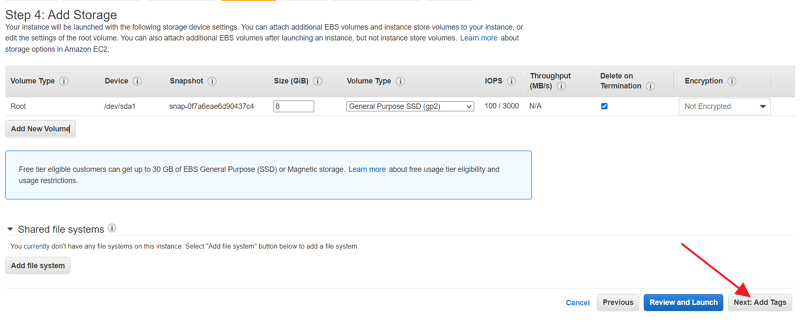 Step 4: Add Storage
Your instance will be launched with the following storage device settings. You can attach additional EBS volumes and instance store volumes to your instance, or
edit the settings of the root volume. You can also attach additional EBS volumes after launching an instance, but not instance store volumes. Learn more about
storage options in Amazon EC2.
Volume Type Device Snapshot Size (GiB) Volume Type IOPS Throughput (MB/s) Delete on Termination Encryption
Root /dev/sda1 snap-0f7a6eae6d90437c4 8 General Purpose SSD (gp2) 100 / 3000 N/A Not Encrypted
Add New Volume
Free tier eligible customers can get up to 30 GB of EBS General Purpose (SSD) or Magnetic storage. Learn more about free usage tier eligibility and
usage restrictions.
Shared file systems
You currently don't have any file systems on this instance. Select "Add file system" button below to add a file system.
Add file system
Cancel Previous Review and Launch Next: Add Tags